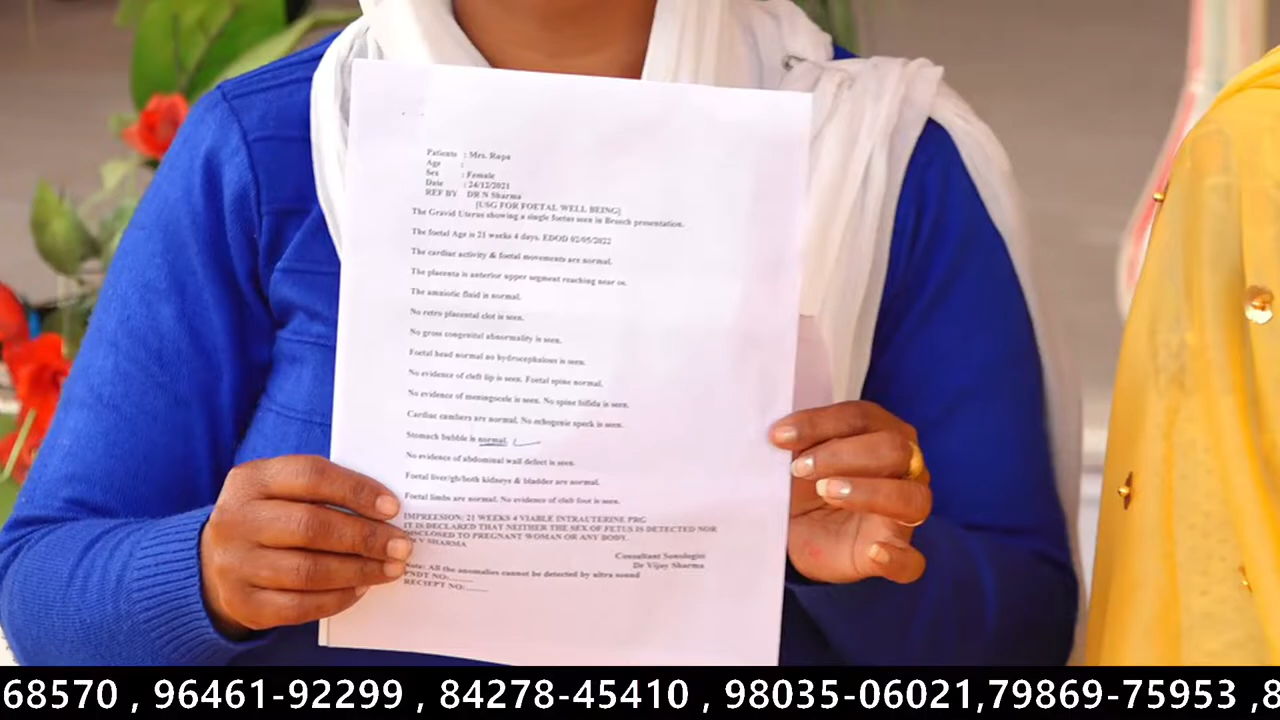 Patients : Mrs. Rupa
Age :
Sex : Female
Date : 24/12/2021
REF BY DR N Sharma
[USG FOR FOETAL WELL BEING]
The Gravid Uterus showing a single foetus seen in Breech presentation.
The foetal Age is 21 weeks 4 days. EDOD 02/05/2022
The cardiac activity & foetal movements are normal.
The placenta is anterior upper segment reaching near os.
The amniotic fluid is normal.
No retro placental clot is seen.
No gross congenital abnormality is seen.
Foetal head normal no hydrocephalous is seen.
No evidence of cleft lip is seen. Foetal spine normal.
No evidence of meningocele is seen. No spine bifida is seen.
Cardiac cambers are normal. No echogenic speck is seen.
Stomach bubble is normal.
No evidence of abdominal wall defect is seen.
Foetal liver/gb/both kidneys & bladder are normal.
Foetal limbs are normal. No evidence of club foot is seen.
IMPREESION: 21 WEEKS 4 VIABLE INTRAUTERINE PRG
IT IS DECLARED THAT NEITHER THE SEX OF FETUS IS DETECTED NOR
DISCLOSED TO PREGNANT WOMAN OR ANY BODY.
V SHARMA
Consultant Sonologist
Dr Vijay Sharma
Note: All the anomalies cannot be detected by ultra sound
PNDT NO:......
RECIEPT NO:......
68570 , 96461-92299 , 84278-45410 , 98035-06021,79869-75953 ,8